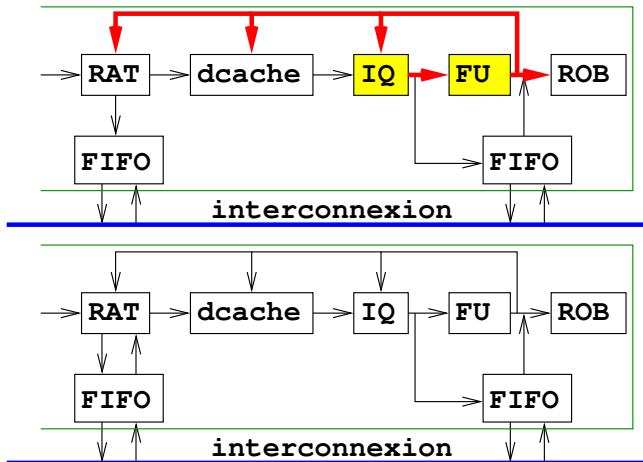 RAT dcache IQ FU ROB
FIFO FIFO
interconnexion
RAT dcache IQ FU ROB
FIFO FIFO
interconnexion